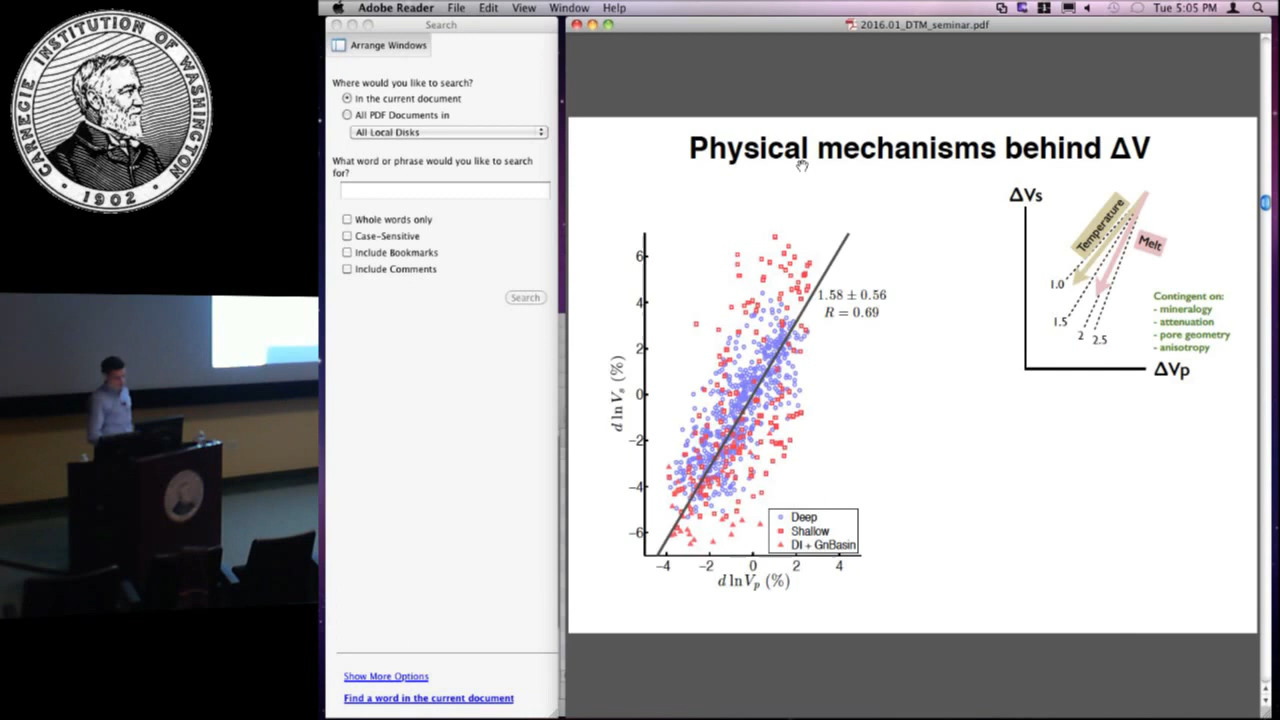 CARNEGIE INSTITUTION OF WASHINGTON
1902
Adobe Reader File Edit View Window Help
Tue 5:05 PM
Search
Arrange Windows
Where would you like to search?
In the current document
All PDF Documents in
All Local Disks
What word or phrase would you like to search
for?
Whole words only
Case-Sensitive
Include Bookmarks
Include Comments
Search
Show More Options
Find a word in the current document
2016.01_DTM_seminar.pdf
Physical mechanisms behind ΔV
6
4
2
0
−2
−4
−6
d ln Vs (%)
−4 −2 0 2 4
d ln Vp (%)
1.58 ± 0.56
R = 0.69
Deep
Shallow
DI + GnBasin
ΔVs
Temperature
Melt
1.0
1.5
2
2.5
Contingent on:
- mineralogy
- attenuation
- pore geometry
- anisotropy
ΔVp